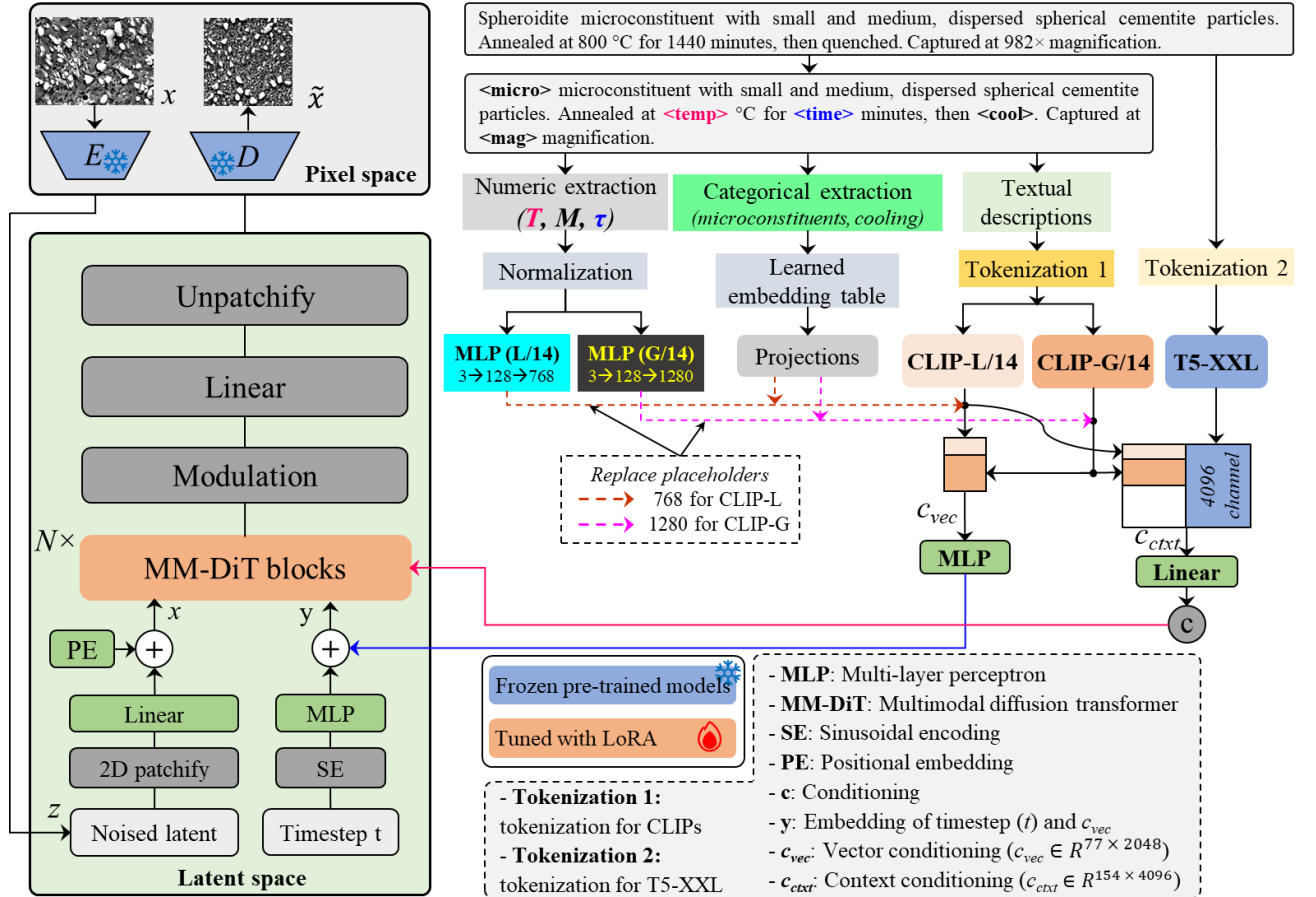 x
x̃
E
D
Pixel space
Unpatchify
Linear
Modulation
N×
MM-DiT blocks
x
y
PE
+
+
Linear
MLP
2D patchify
SE
z
Noised latent
Timestep t
Latent space
Spheroidite microconstituent with small and medium, dispersed spherical cementite particles.
Annealed at 800 °C for 1440 minutes, then quenched. Captured at 982× magnification.
<micro> microconstituent with small and medium, dispersed spherical cementite
particles. Annealed at <temp> °C for <time> minutes, then <cool>. Captured at
<mag> magnification.
Numeric extraction
(T, M, τ)
Categorical extraction
(microconstituents, cooling)
Textual
descriptions
Normalization
Learned
embedding table
Tokenization 1
Tokenization 2
MLP (L/14)
3→128→768
MLP (G/14)
3→128→1280
Projections
CLIP-L/14
CLIP-G/14
T5-XXL
Replace placeholders
768 for CLIP-L
1280 for CLIP-G
4096
channel
c_vec
c_ctxt
MLP
Linear
c
Frozen pre-trained models
Tuned with LoRA
- Tokenization 1:
tokenization for CLIPs
- Tokenization 2:
tokenization for T5-XXL
- MLP: Multi-layer perceptron
- MM-DiT: Multimodal diffusion transformer
- SE: Sinusoidal encoding
- PE: Positional embedding
- c: Conditioning
- y: Embedding of timestep (t) and c_vec
- c_vec: Vector conditioning (c_vec ∈ R^{77 × 2048})
- c_ctxt: Context conditioning (c_ctxt ∈ R^{154 × 4096})